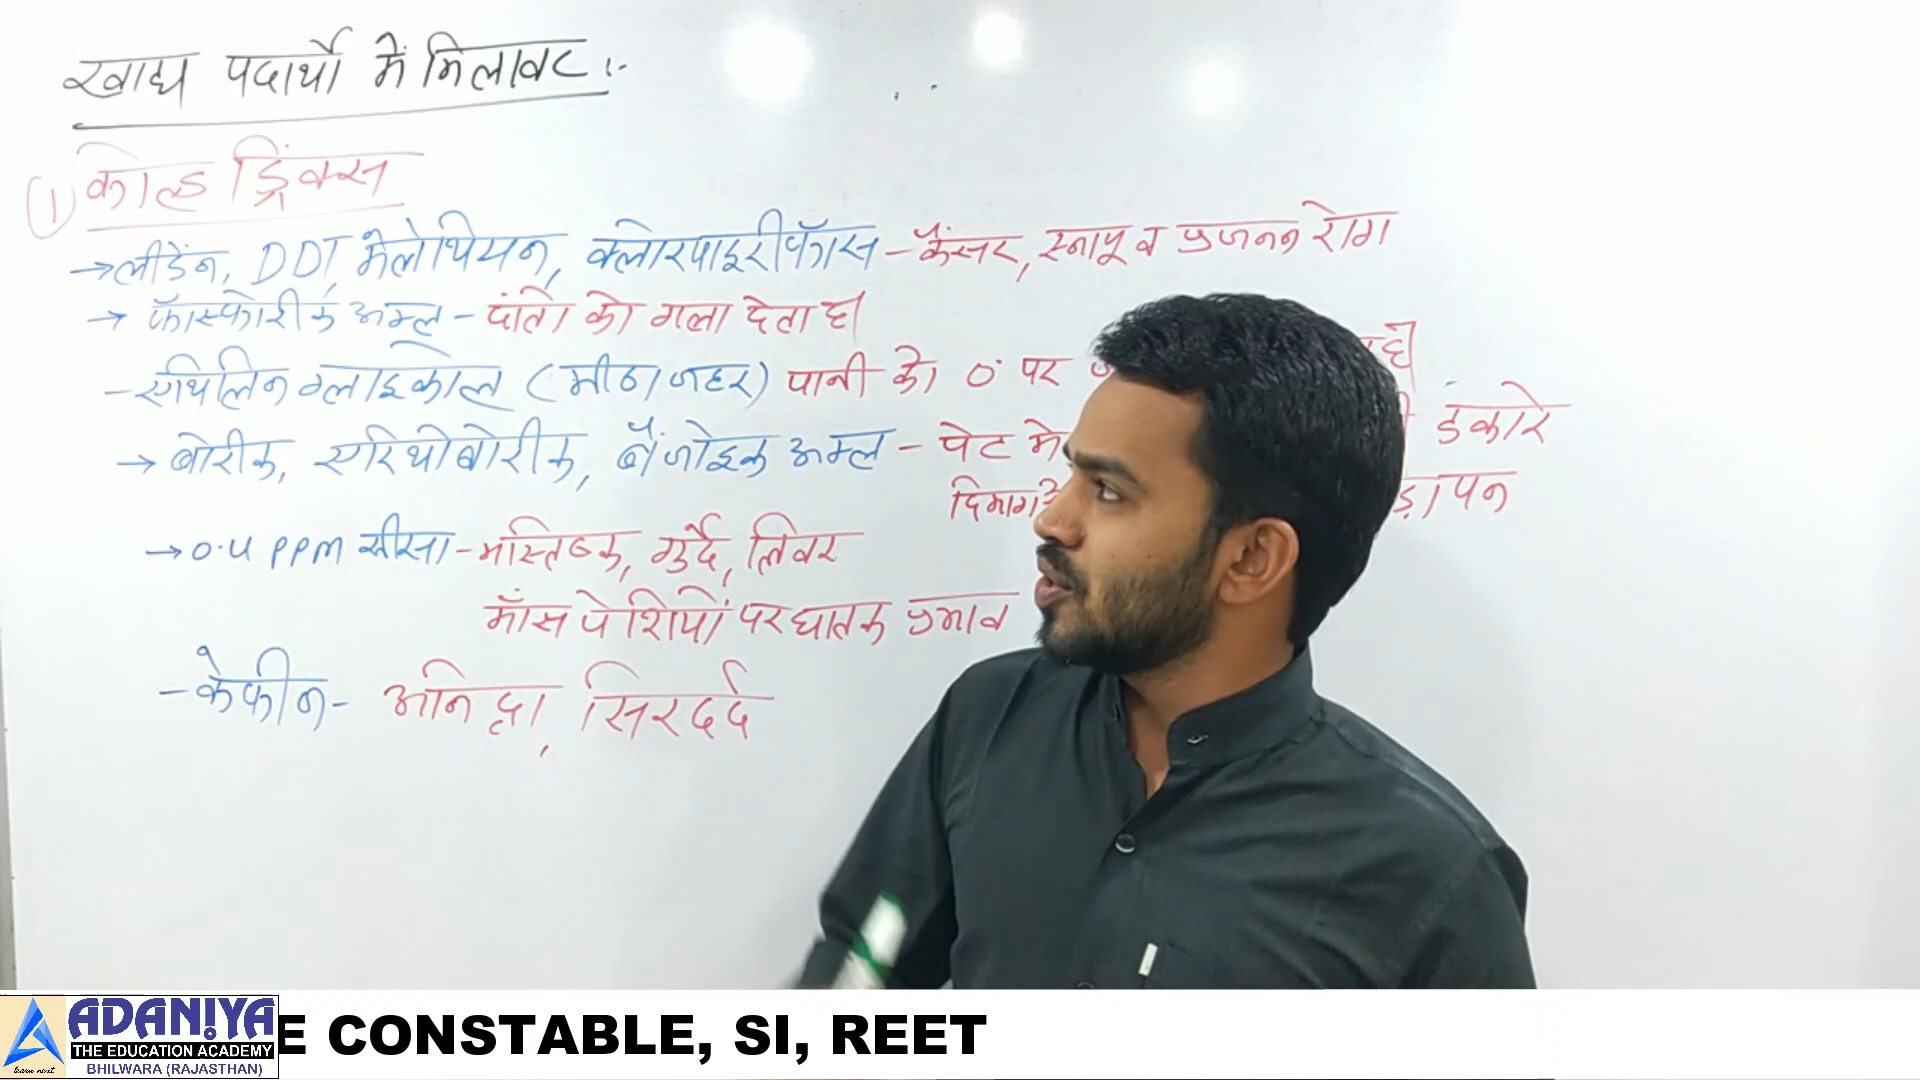 खाद्य पदार्थो में मिलावट :-
① कोल्ड ड्रिंक्स
→ लीडेन, DDT, मेलोथियन, क्लोरपाइरीफॉस - कैंसर, स्नायू व प्रजनन रोग
→ फॉस्फोरीक अम्ल - दांतो को गला देता है।
- एथिलिन ग्लाइकोल (मीठा जहर) पानी को 0° पर
→ बोरीक, एरिथोबोरीक, बैंजोइक अम्ल - पेट मे डकारे
दिमाग
→ 0.4 PPM सीसा - मस्तिष्क, गुर्दे, लिवर
माँस पेशियों पर घातक प्रभाव
- केफीन - अनिद्रा, सिरदर्द
ADANIYA
THE EDUCATION ACADEMY
learn next
BHILWARA (RAJASTHAN)
E CONSTABLE, SI, REET